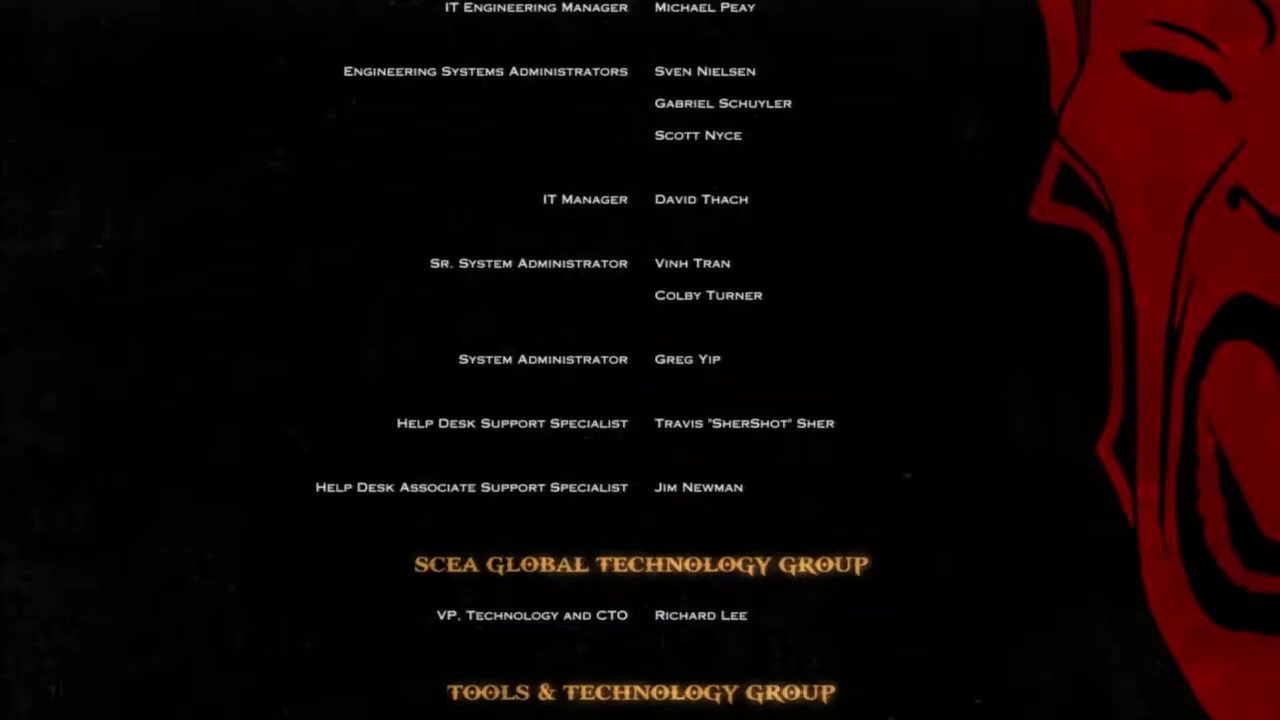 IT Engineering Manager Michael Peay
Engineering Systems Administrators Sven Nielsen
Gabriel Schuyler
Scott Nyce
IT Manager David Thach
Sr. System Administrator Vinh Tran
Colby Turner
System Administrator Greg Yip
Help Desk Support Specialist Travis "SherShot" Sher
Help Desk Associate Support Specialist Jim Newman
SCEA GLOBAL TECHNOLOGY GROUP
VP, Technology and CTO Richard Lee
TOOLS & TECHNOLOGY GROUP